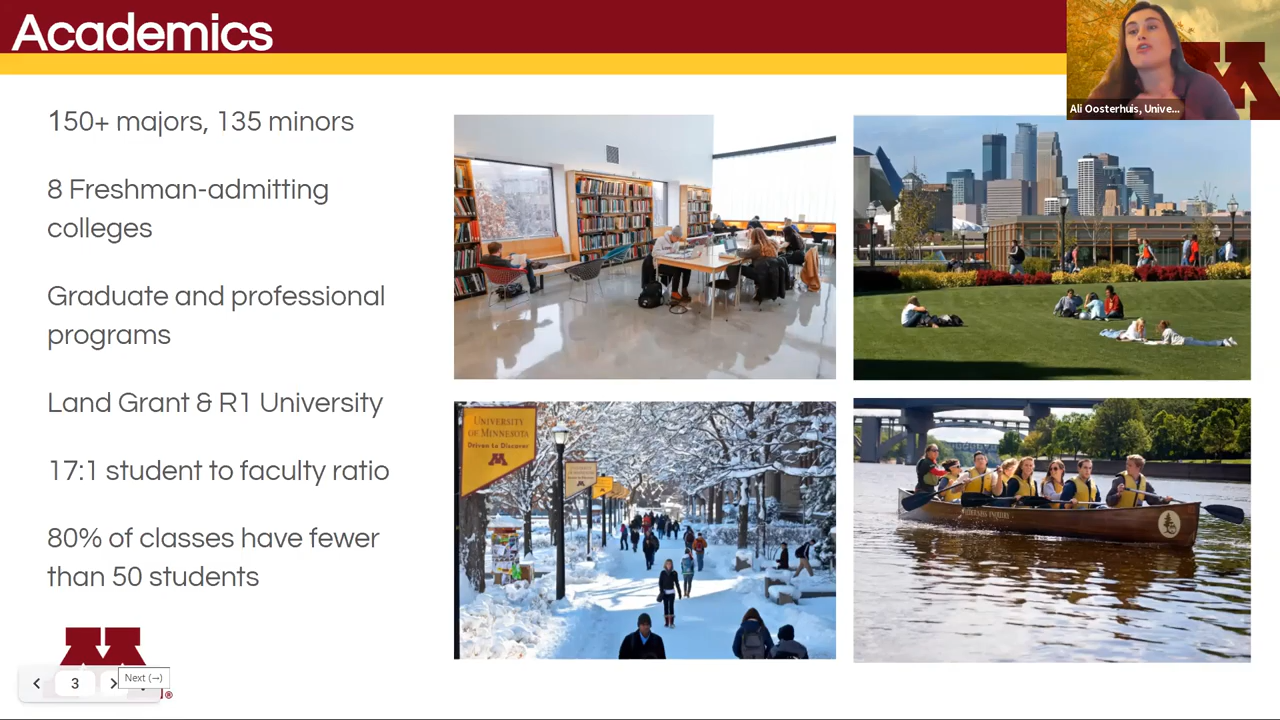 Academics
Ali Oosterhuis, Unive...
150+ majors, 135 minors
8 Freshman-admitting
colleges
Graduate and professional
programs
Land Grant & R1 University
17:1 student to faculty ratio
80% of classes have fewer
than 50 students
UNIVERSITY
OF MINNESOTA
Driven to Discover
M
WILDERNESS INQUIRY
3
Next (→)
®